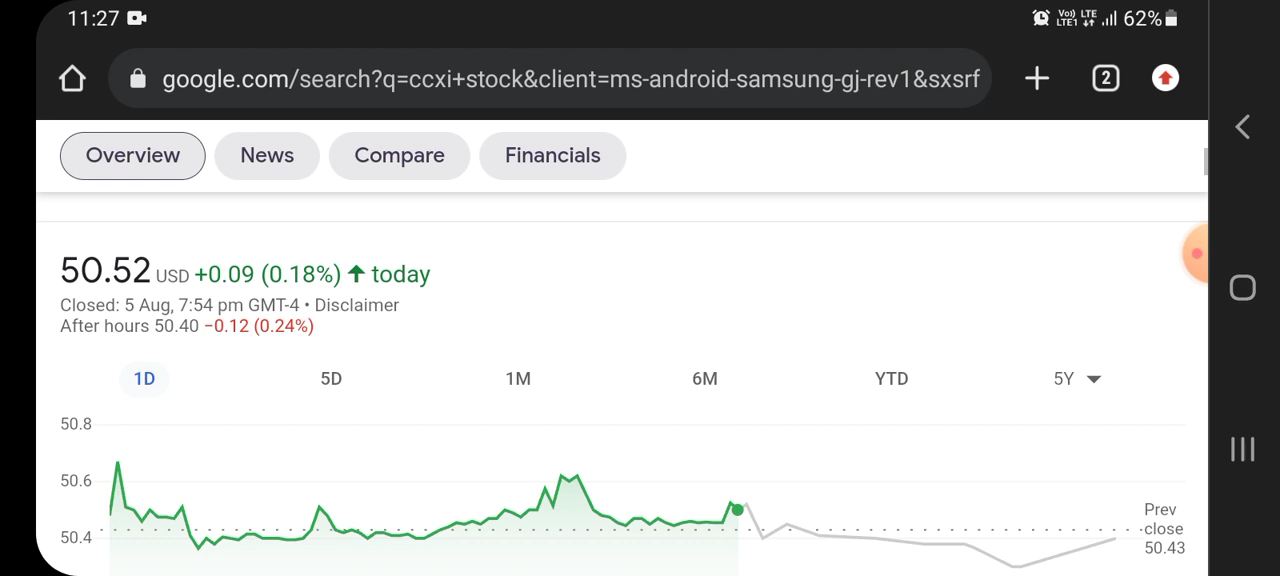 11:27
Vo) LTE
LTE1
62%
google.com/search?q=ccxi+stock&client=ms-android-samsung-gj-rev1&sxsrf
2
Overview News Compare Financials
50.52 USD +0.09 (0.18%) ↑ today
Closed: 5 Aug, 7:54 pm GMT-4 • Disclaimer
After hours 50.40 −0.12 (0.24%)
1D 5D 1M 6M YTD 5Y
50.8
50.6
50.4
Prev
close
50.43